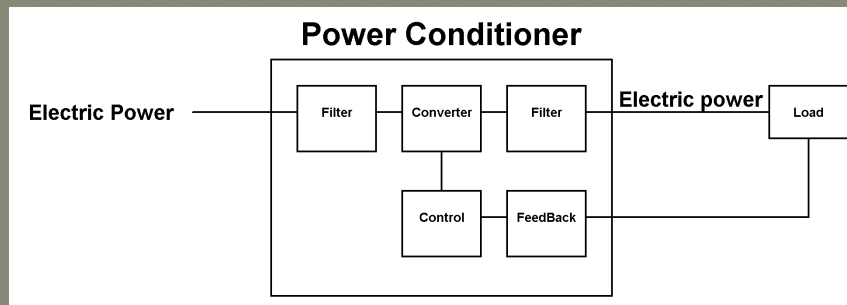 Power Conditioner
Electric Power
Filter
Converter
Filter
Electric power
Load
Control
FeedBack